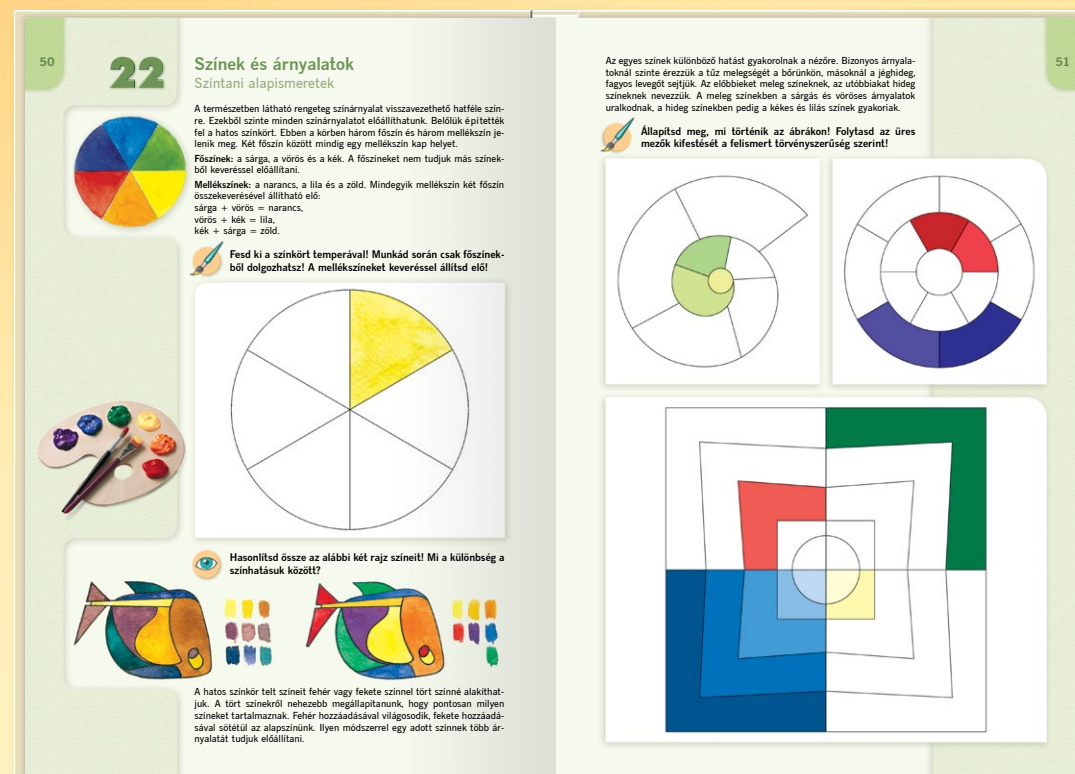 50
22
Színek és árnyalatok
Színtani alapismeretek
A természetben látható rengeteg színárnyalat visszavezethető hatféle szín-
re. Ezekből szinte minden színárnyalatot előállíthatunk. Belőlük építették
fel a hatos színkört. Ebben a körben három főszín és három mellékszín je-
lenik meg. Két főszín között mindig egy mellékszín kap helyet.
Főszínek: a sárga, a vörös és a kék. A főszíneket nem tudjuk más színek-
ből keveréssel előállítani.
Mellékszínek: a narancs, a lila és a zöld. Mindegyik mellékszín két főszín
összekeverésével állítható elő:
sárga + vörös = narancs,
vörös + kék = lila,
kék + sárga = zöld.
Fesd ki a színkört temperával! Munkád során csak főszínek-
ből dolgozhatsz! A mellékszíneket keveréssel állítsd elő!
Hasonlítsd össze az alábbi két rajz színeit! Mi a különbség a
színhatásuk között?
A hatos színkör telt színeit fehér vagy fekete színnel tört színné alakíthat-
juk. A tört színekről nehezebb megállapítanunk, hogy pontosan milyen
színeket tartalmaznak. Fehér hozzáadásával világosodik, fekete hozzáadá-
sával sötétül az alapszínünk. Ilyen módszerrel egy adott színnek több ár-
nyalatát tudjuk előállítani.
51
Az egyes színek különböző hatást gyakorolnak a nézőre. Bizonyos árnyala-
toknál szinte érezzük a tűz melegségét a bőrünkön, másoknál a jéghideg,
fagyos levegőt sejtjük. Az előbbieket meleg színeknek, az utóbbiakat hideg
színeknek nevezzük. A meleg színekben a sárgás és vöröses árnyalatok
uralkodnak, a hideg színekben pedig a kékes és lilás színek gyakoriak.
Állapítsd meg, mi történik az ábrákon! Folytasd az üres
mezők kifestését a felismert törvényszerűség szerint!